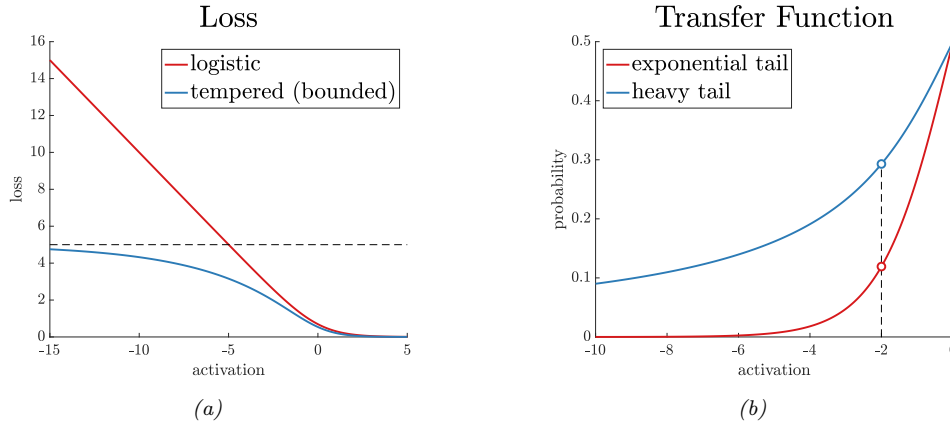 Loss
16
14
12
10
8
6
4
2
0
loss
logistic
tempered (bounded)
-15
-10
-5
0
5
activation
(a)
Transfer Function
0.5
0.4
0.3
0.2
0.1
0
probability
exponential tail
heavy tail
-10
-8
-6
-4
-2
activation
(b)